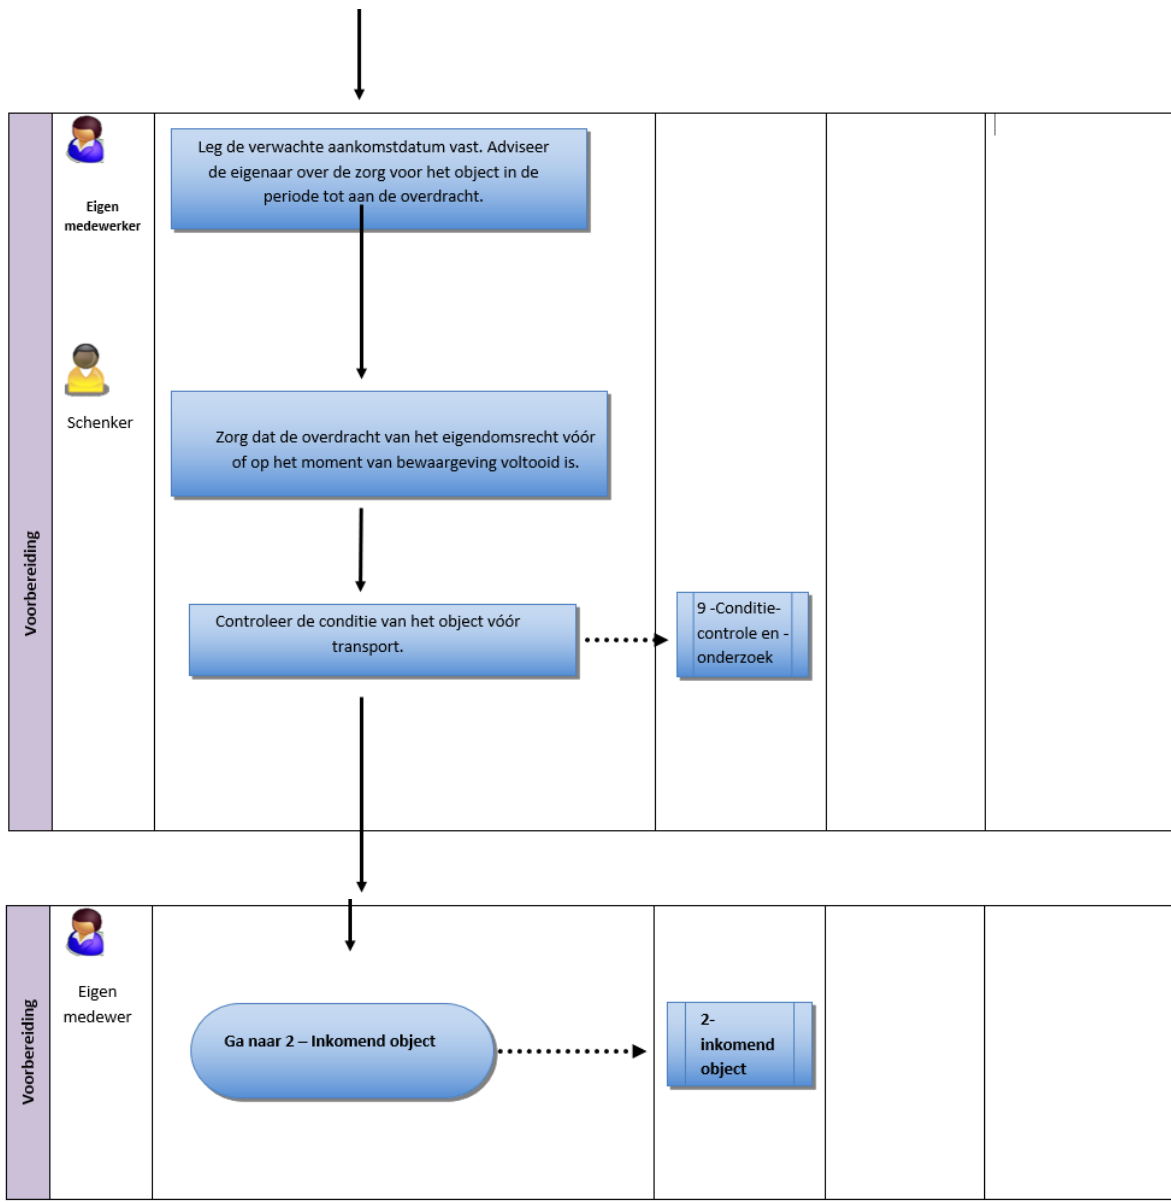 Voorbereiding
Eigen
medewerker
Leg de verwachte aankomstdatum vast. Adviseer
de eigenaar over de zorg voor het object in de
periode tot aan de overdracht.
Schenker
Zorg dat de overdracht van het eigendomsrecht vóór
of op het moment van bewaargeving voltooid is.
Controleer de conditie van het object vóór
transport.
9 -Conditie-
controle en -
onderzoek
Voorbereiding
Eigen
medewer
Ga naar 2 – Inkomend object
2-
inkomend
object